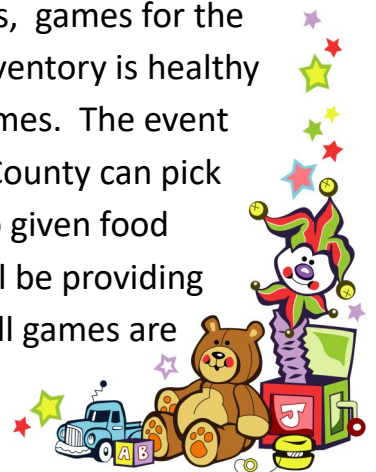 s, games for the
ventory is healthy
mes. The event
County can pick
given food
l be providing
ll games are
J
A B